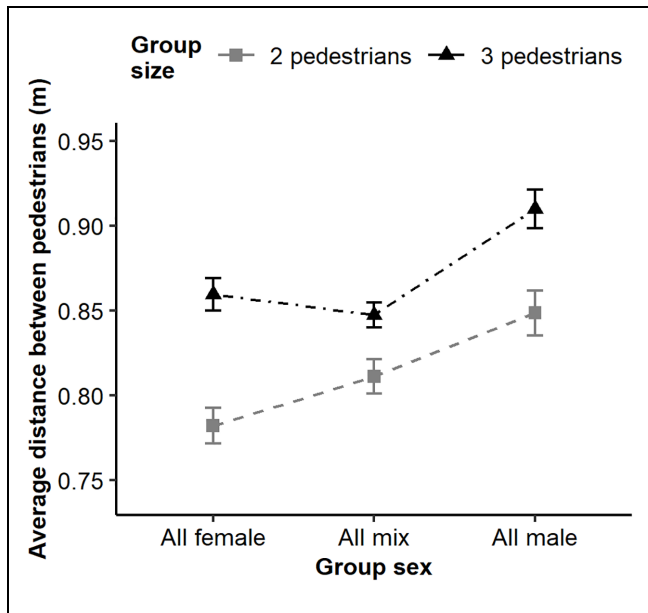 Group
size
2 pedestrians
3 pedestrians
Average distance between pedestrians (m)
0.95
0.90
0.85
0.80
0.75
All female
All mix
All male
Group sex